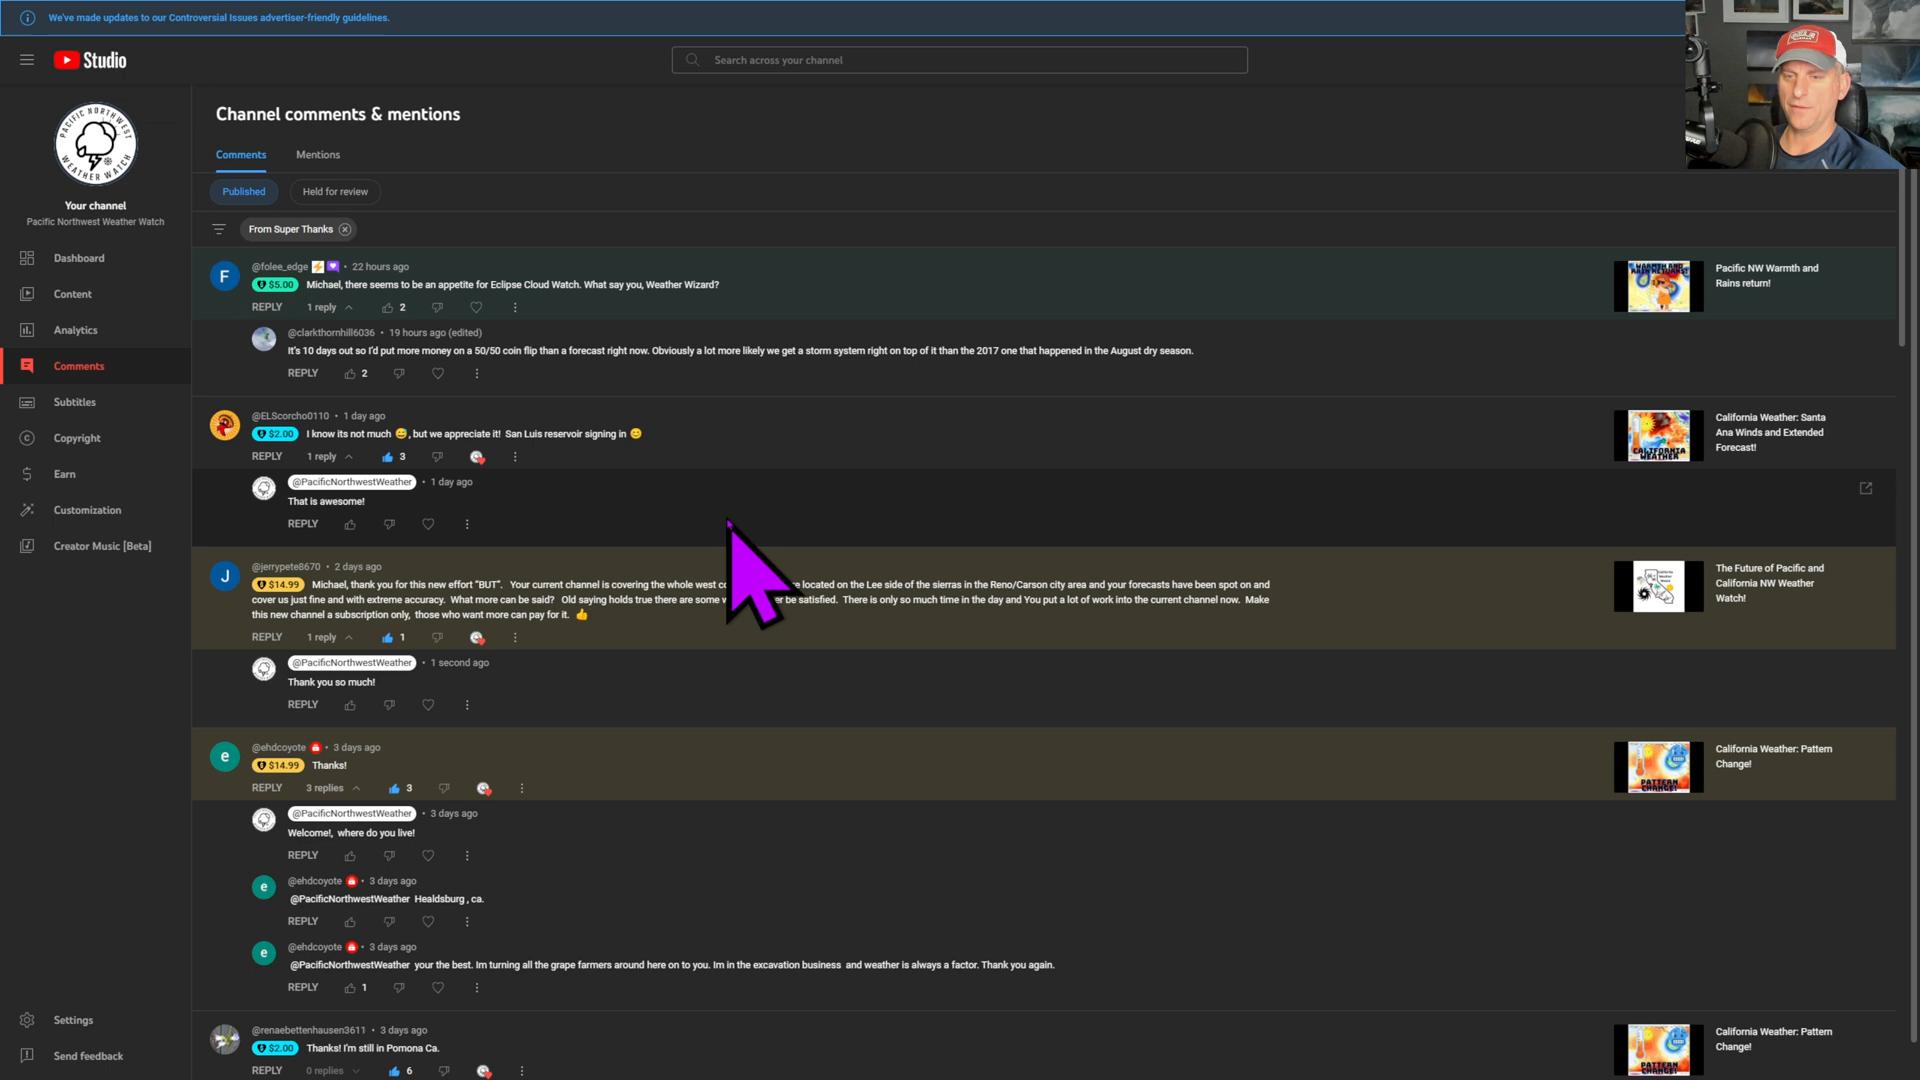 We've made updates to our Controversial Issues advertiser-friendly guidelines.
Studio
Search across your channel
PACIFIC NORTHWEST
WEATHER WATCH
Your channel
Pacific Northwest Weather Watch
Dashboard
Content
Analytics
Comments
Subtitles
Copyright
Earn
Customization
Creator Music [Beta]
Settings
Send feedback
Channel comments & mentions
Comments
Mentions
Published
Held for review
From Super Thanks
F
@folee_edge • 22 hours ago
$5.00 Michael, there seems to be an appetite for Eclipse Cloud Watch. What say you, Weather Wizard?
REPLY 1 reply 2
WARMTH AND
RAIN RETURNS!
Pacific NW Warmth and
Rains return!
@clarkthornhill6036 • 19 hours ago (edited)
It's 10 days out so I'd put more money on a 50/50 coin flip than a forecast right now. Obviously a lot more likely we get a storm system right on top of it than the 2017 one that happened in the August dry season.
REPLY 2
@ELScorcho0110 • 1 day ago
$2.00 I know its not much 😅, but we appreciate it! San Luis reservoir signing in 😊
REPLY 1 reply 3
CALIFORNIA
WEATHER
California Weather: Santa
Ana Winds and Extended
Forecast!
@PacificNorthwestWeather • 1 day ago
That is awesome!
REPLY
J
@jerrypete8670 • 2 days ago
$14.99 Michael, thank you for this new effort "BUT". Your current channel is covering the whole west located on the Lee side of the sierras in the Reno/Carson city area and your forecasts have been spot on and
cover us just fine and with extreme accuracy. What more can be said? Old saying holds true there are some be satisfied. There is only so much time in the day and You put a lot of work into the current channel now. Make
this new channel a subscription only, those who want more can pay for it. 👍
REPLY 1 reply 1
The Future of Pacific and
California NW Weather
Watch!
@PacificNorthwestWeather • 1 second ago
Thank you so much!
REPLY
e
@ehdcoyote • 3 days ago
$14.99 Thanks!
REPLY 3 replies 3
PATTERN
CHANGE!
California Weather: Pattern
Change!
@PacificNorthwestWeather • 3 days ago
Welcome!, where do you live!
REPLY
e
@ehdcoyote • 3 days ago
@PacificNorthwestWeather Healdsburg , ca.
REPLY
e
@ehdcoyote • 3 days ago
@PacificNorthwestWeather your the best. Im turning all the grape farmers around here on to you. Im in the excavation business and weather is always a factor. Thank you again.
REPLY 1
@renaebettenhausen3611 • 3 days ago
$2.00 Thanks! I'm still in Pomona Ca.
REPLY 0 replies 6
PATTERN
CHANGE!
California Weather: Pattern
Change!